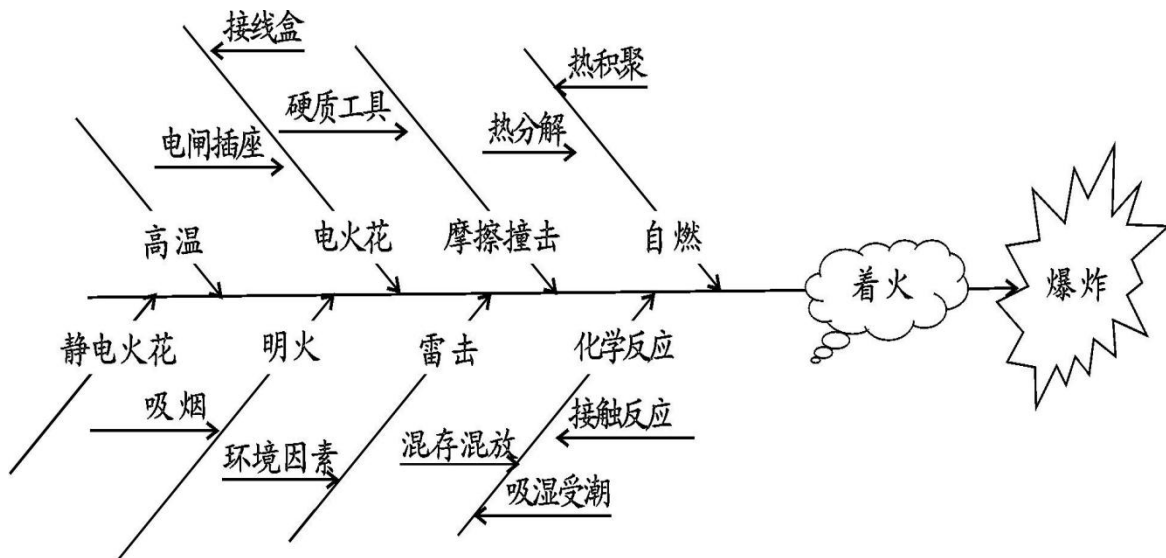 接线盒
热积聚
硬质工具
热分解
电闸插座
高温
电火花
摩擦撞击
自燃
着火
爆炸
静电火花
明火
雷击
化学反应
吸烟
接触反应
环境因素
混存混放
吸湿受潮